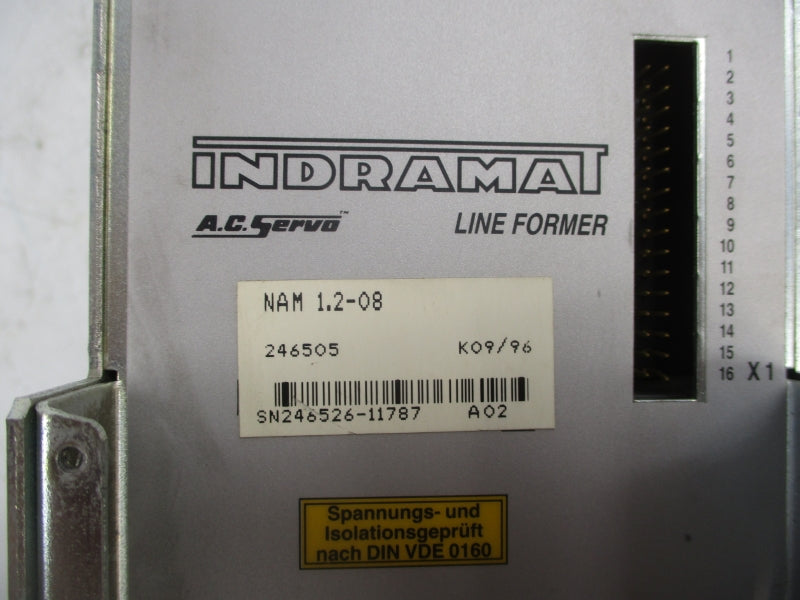 INDRAMAT
A.C. Servo™ LINE FORMER
NAM 1.2-08
246505 K09/96
SN246526-11787 A02
Spannungs- und
Isolationsgeprüft
nach DIN VDE 0160
1
2
3
4
5
6
7
8
9
10
11
12
13
14
15
16 X1